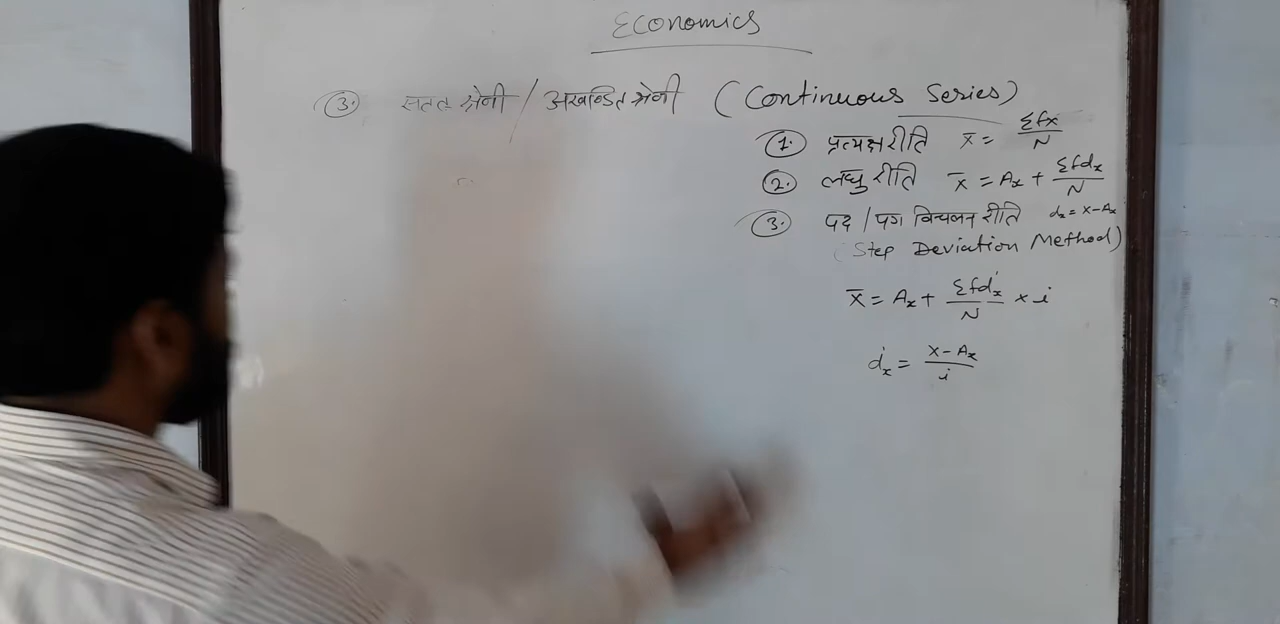 Economics
3. सतत श्रेणी / अखण्डित श्रेणी (Continuous Series)
1. प्रत्यक्ष रीति x̄ = Σfx/N
2. लघु रीति x̄ = Ax + Σfdx/N
3. पद / पग विचलन रीति dx = x-Ax
(Step Deviation Method)
x̄ = Ax + Σfd'x/N × i
d'x = x-Ax/i